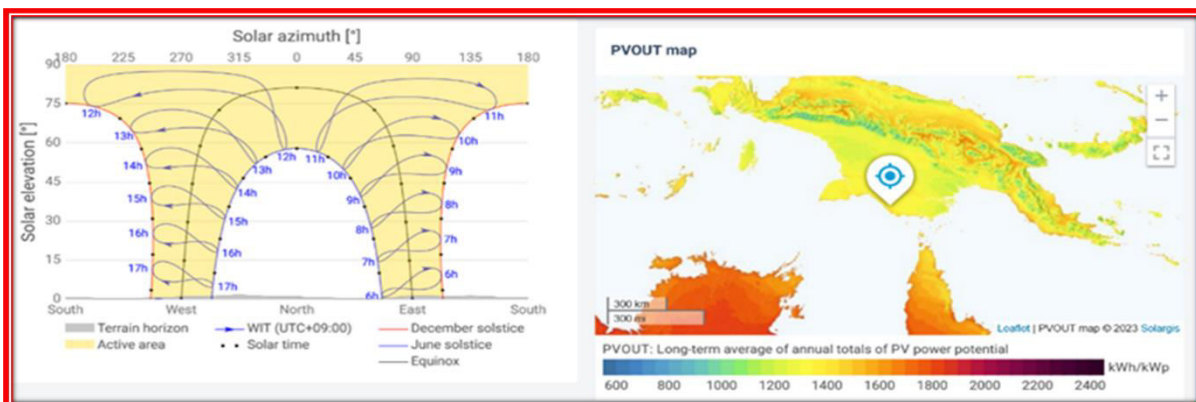 Solar azimuth [°]
180 225 270 315 0 45 90 135 180
Solar elevation [°]
90
75
60
45
30
15
0
12h
13h
14h
15h
16h
17h
12h
13h
14h
15h
16h
17h
11h
10h
9h
8h
7h
6h
11h
10h
9h
8h
7h
6h
South West North East South
Terrain horizon
Active area
WIT (UTC+09:00)
Solar time
December solstice
June solstice
Equinox
PVOUT map
+
−
300 km
300 mi
Leaflet | PVOUT map © 2023 Solargis
PVOUT: Long-term average of annual totals of PV power potential
kWh/kWp
600 800 1000 1200 1400 1600 1800 2000 2200 2400